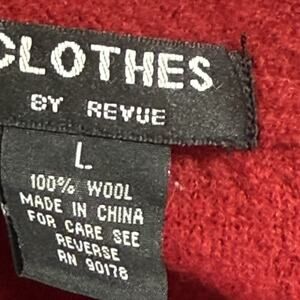 CLOTHES
BY REVUE
L
100% WOOL
MADE IN CHINA
FOR CARE SEE
REVERSE
RN 90178